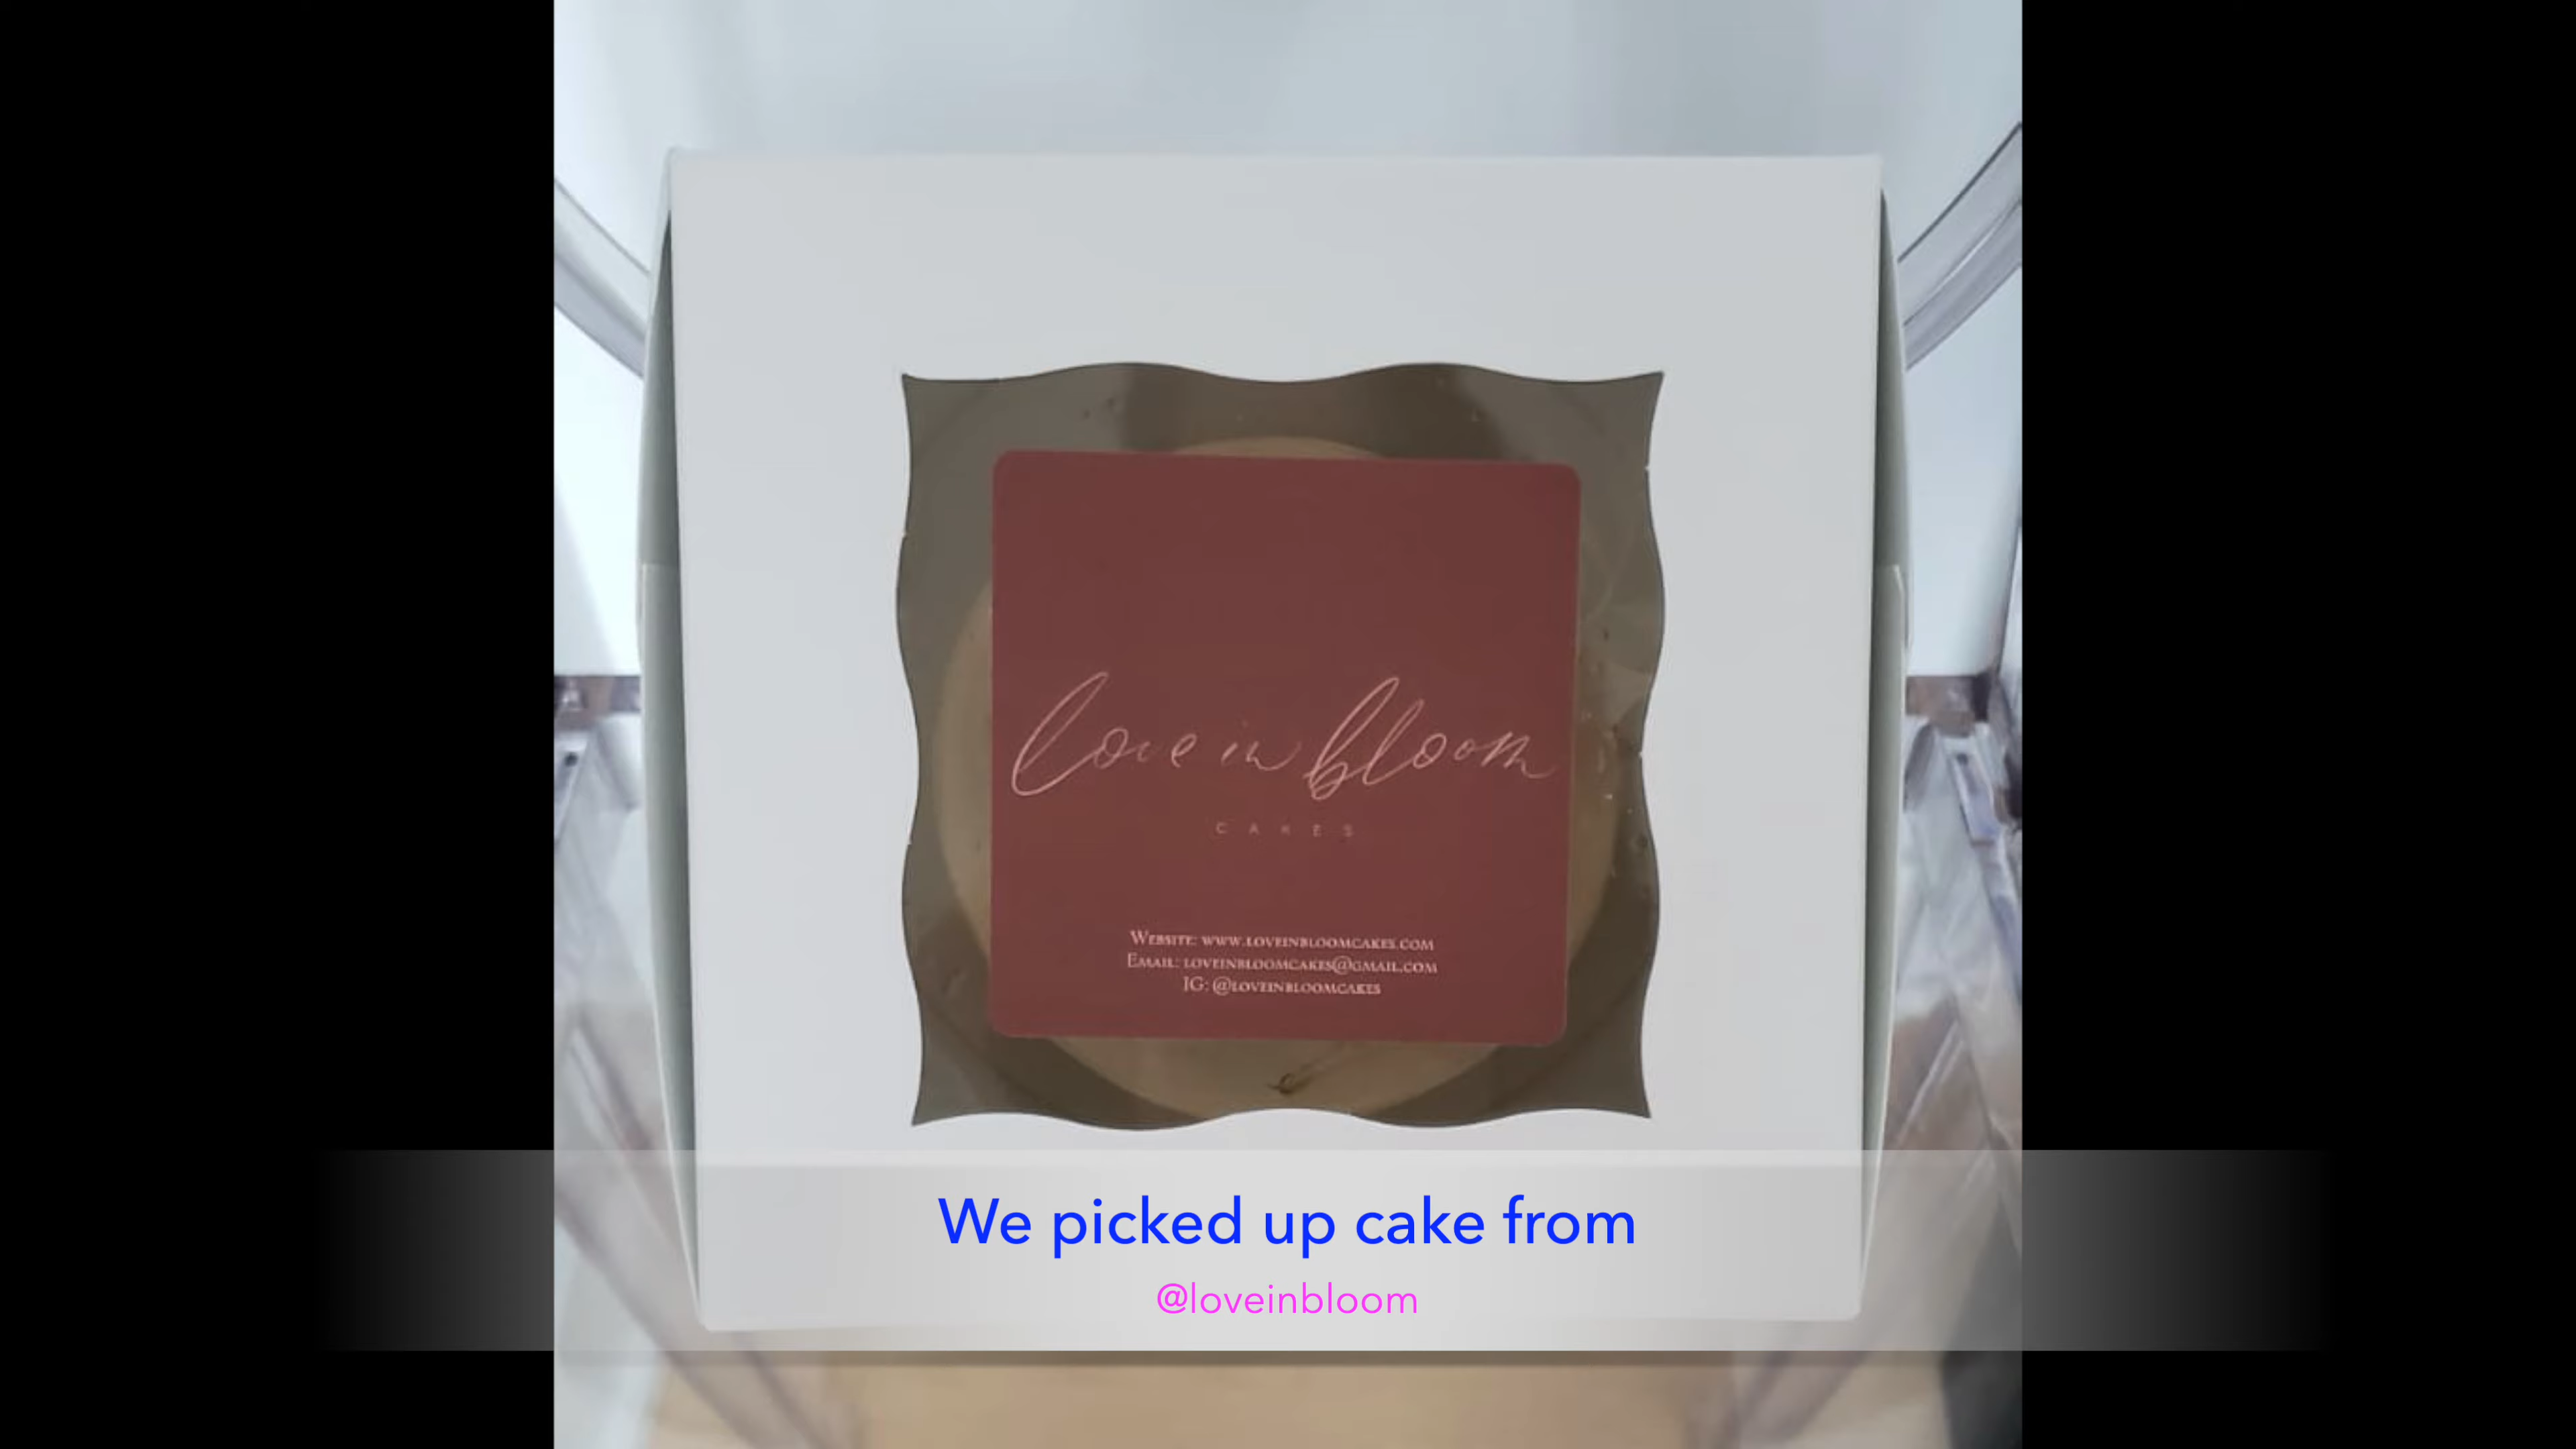 love in bloom
CAKES
WEBSITE: WWW.LOVEINBLOOMCAKES.COM
EMAIL: LOVEINBLOOMCAKES@GMAIL.COM
IG: @LOVEINBLOOMCAKES
We picked up cake from
@loveinbloom